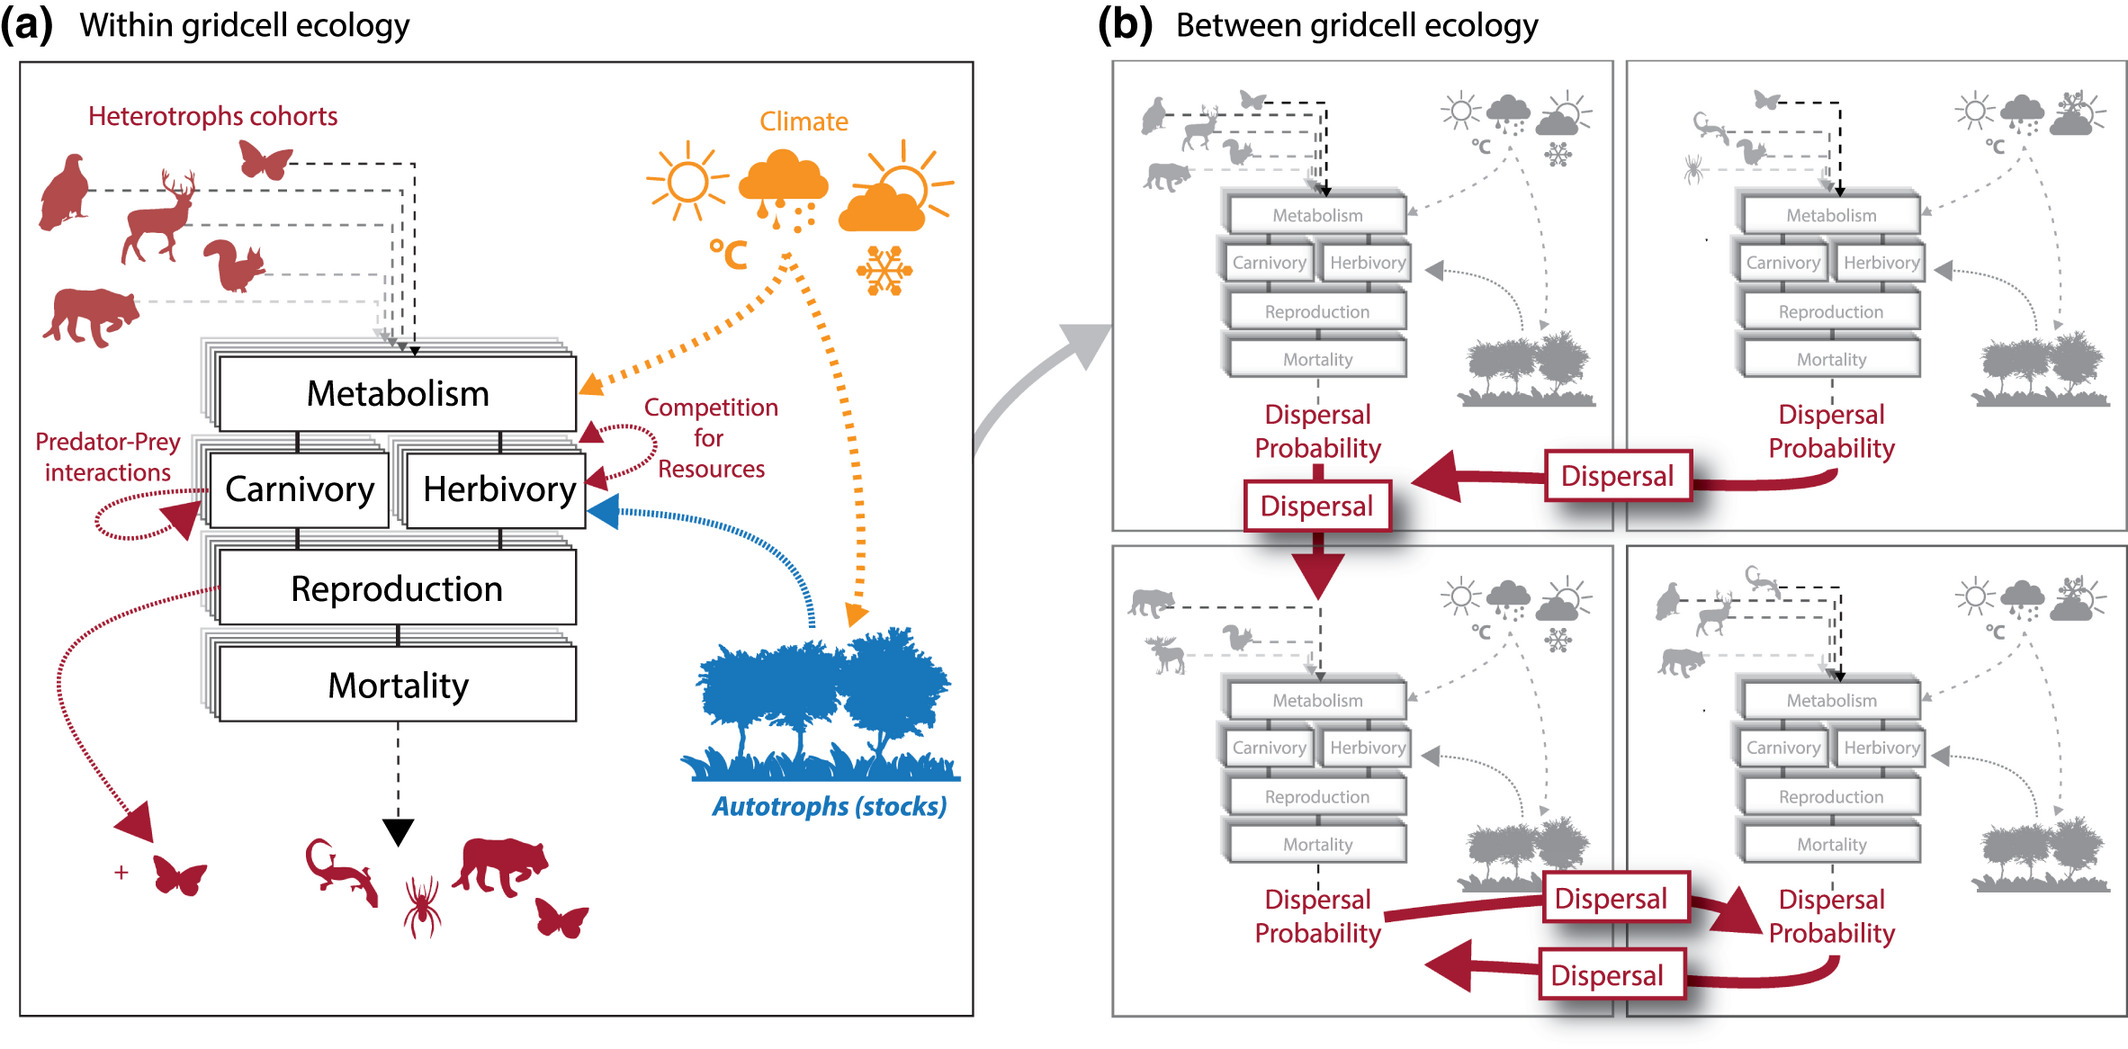 (a) Within gridcell ecology
Heterotrophs cohorts
Climate
°C
Metabolism
Competition
for
Resources
Predator-Prey
interactions
Carnivory
Herbivory
Reproduction
Mortality
Autotrophs (stocks)
+
(b) Between gridcell ecology
°C
Metabolism
Carnivory
Herbivory
Reproduction
Mortality
Dispersal
Probability
Dispersal
°C
Metabolism
Carnivory
Herbivory
Reproduction
Mortality
Dispersal
Probability
Dispersal
°C
Metabolism
Carnivory
Herbivory
Reproduction
Mortality
Dispersal
Probability
Dispersal
°C
Metabolism
Carnivory
Herbivory
Reproduction
Mortality
Dispersal
Probability
Dispersal